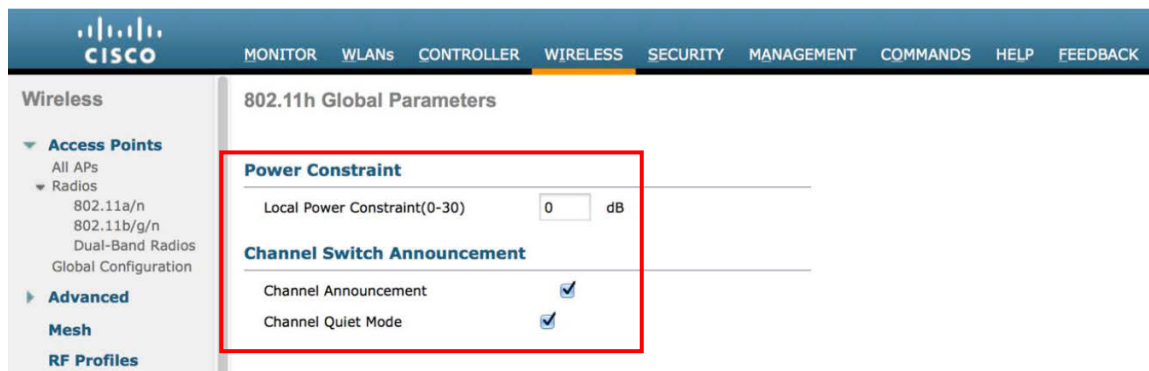 CISCO
MONITOR WLANs CONTROLLER WIRELESS SECURITY MANAGEMENT COMMANDS HELP FEEDBACK
Wireless
Access Points
All APs
Radios
802.11a/n
802.11b/g/n
Dual-Band Radios
Global Configuration
Advanced
Mesh
RF Profiles
802.11h Global Parameters
Power Constraint
Local Power Constraint(0-30) 0 dB
Channel Switch Announcement
Channel Announcement
Channel Quiet Mode